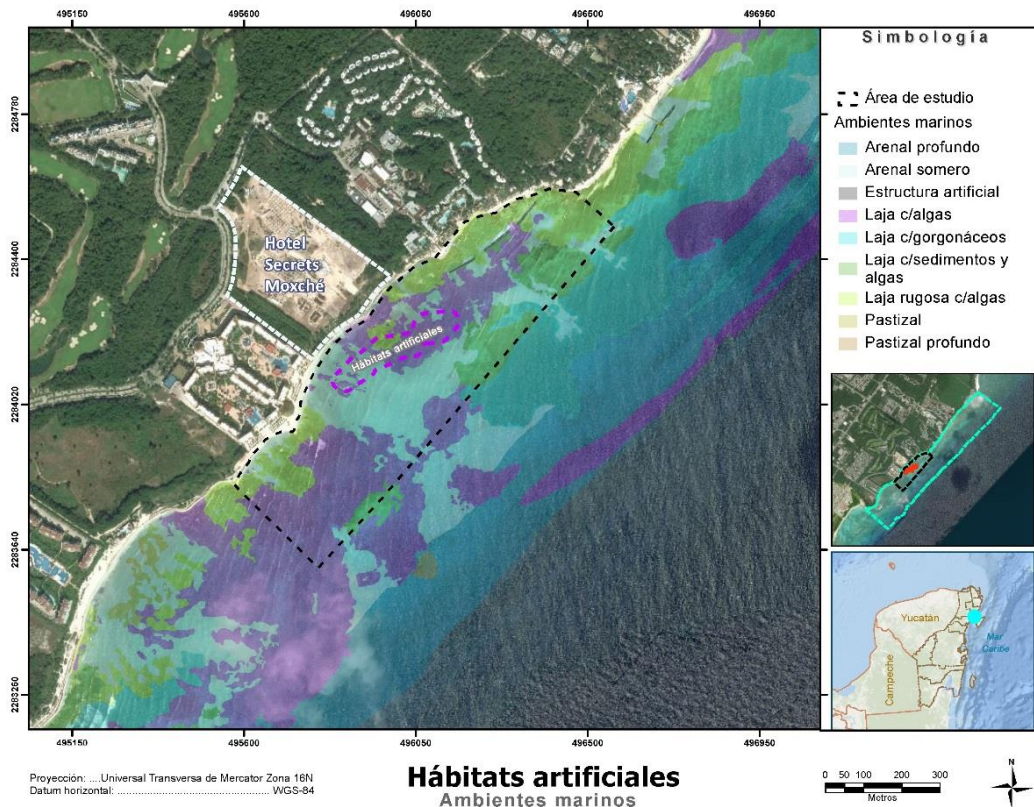 495150 495600 496050 496500 496950
2284780
2284400
2284020
2283640
2283260
Hotel
Secrets
Moxché
Hábitats artificiales
495150 495600 496050 496500 496950
Simbología
Área de estudio
Ambientes marinos
Arenal profundo
Arenal somero
Estructura artificial
Laja c/algas
Laja c/gorgonáceos
Laja c/sedimentos y
algas
Laja rugosa c/algas
Pastizal
Pastizal profundo
Yucatán
Campeche
Mar
Caribe
Proyección: ....Universal Transversa de Mercator Zona 16N
Datum horizontal: ................................................ WGS-84
Hábitats artificiales
Ambientes marinos
0 50 100 200 300
Metros
N